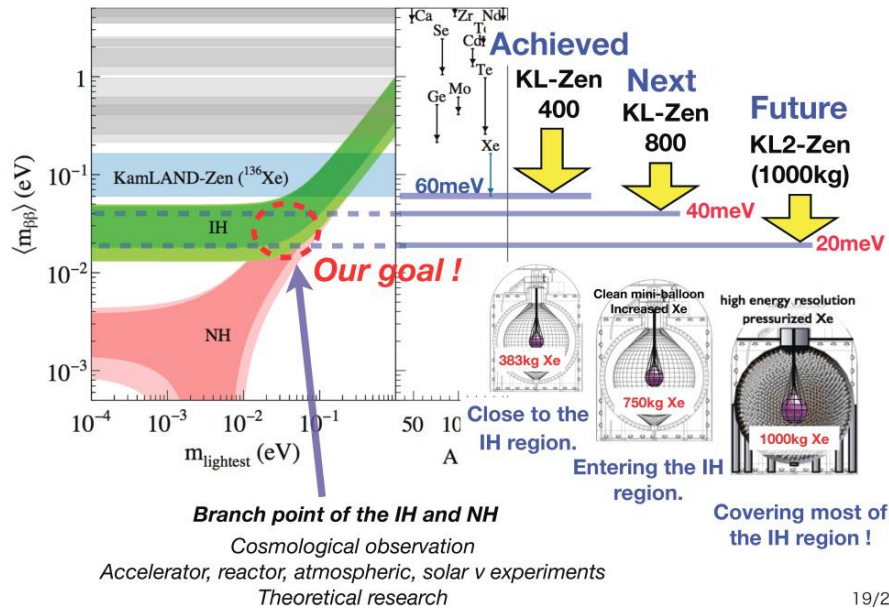 Ca
Zr
Nd
Se
Cd
Te
Ge
Mo
Xe
Achieved
KL-Zen
400
Next
KL-Zen
800
Future
KL2-Zen
(1000kg)
1
10⁻¹
10⁻²
10⁻³
⟨mββ⟩ (eV)
KamLAND-Zen (¹³⁶Xe)
60meV
40meV
20meV
IH
NH
Our goal !
10⁻⁴
10⁻³
10⁻²
10⁻¹
50
10
m_lightest (eV)
A
Clean mini-balloon
Increased Xe
high energy resolution
pressurized Xe
383kg Xe
750kg Xe
1000kg Xe
Close to the
IH region.
Entering the IH
region.
Covering most of
the IH region !
Branch point of the IH and NH
Cosmological observation
Accelerator, reactor, atmospheric, solar ν experiments
Theoretical research
19/2